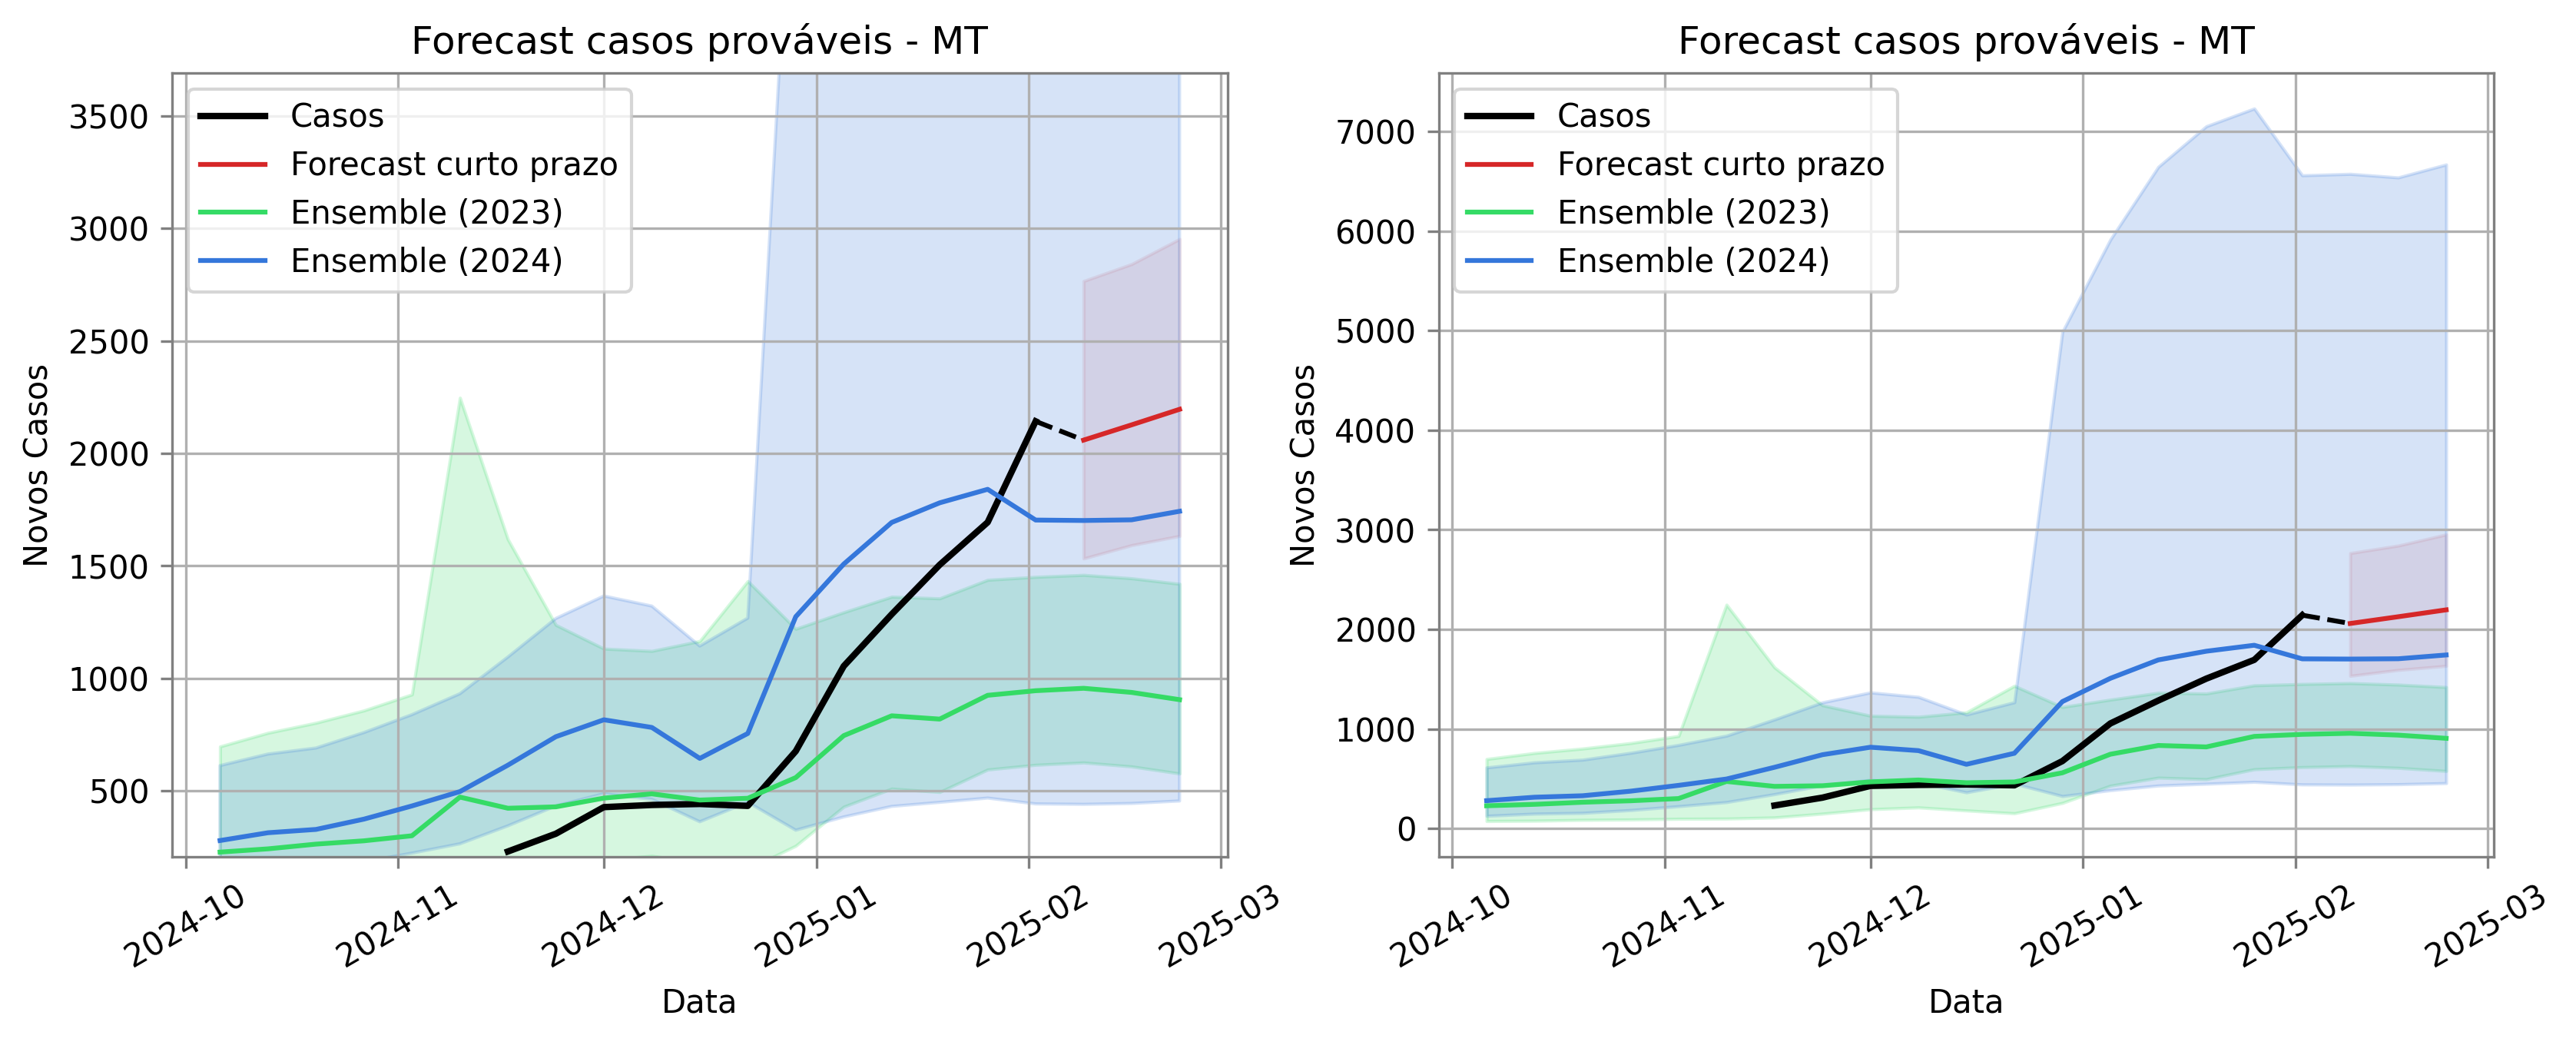 Forecast casos prováveis - MT
Novos Casos
3500
3000
2500
2000
1500
1000
500
Casos
Forecast curto prazo
Ensemble (2023)
Ensemble (2024)
2024-10
2024-11
2024-12
2025-01
2025-02
2025-03
Data
Forecast casos prováveis - MT
Novos Casos
7000
6000
5000
4000
3000
2000
1000
0
Casos
Forecast curto prazo
Ensemble (2023)
Ensemble (2024)
2024-10
2024-11
2024-12
2025-01
2025-02
2025-03
Data